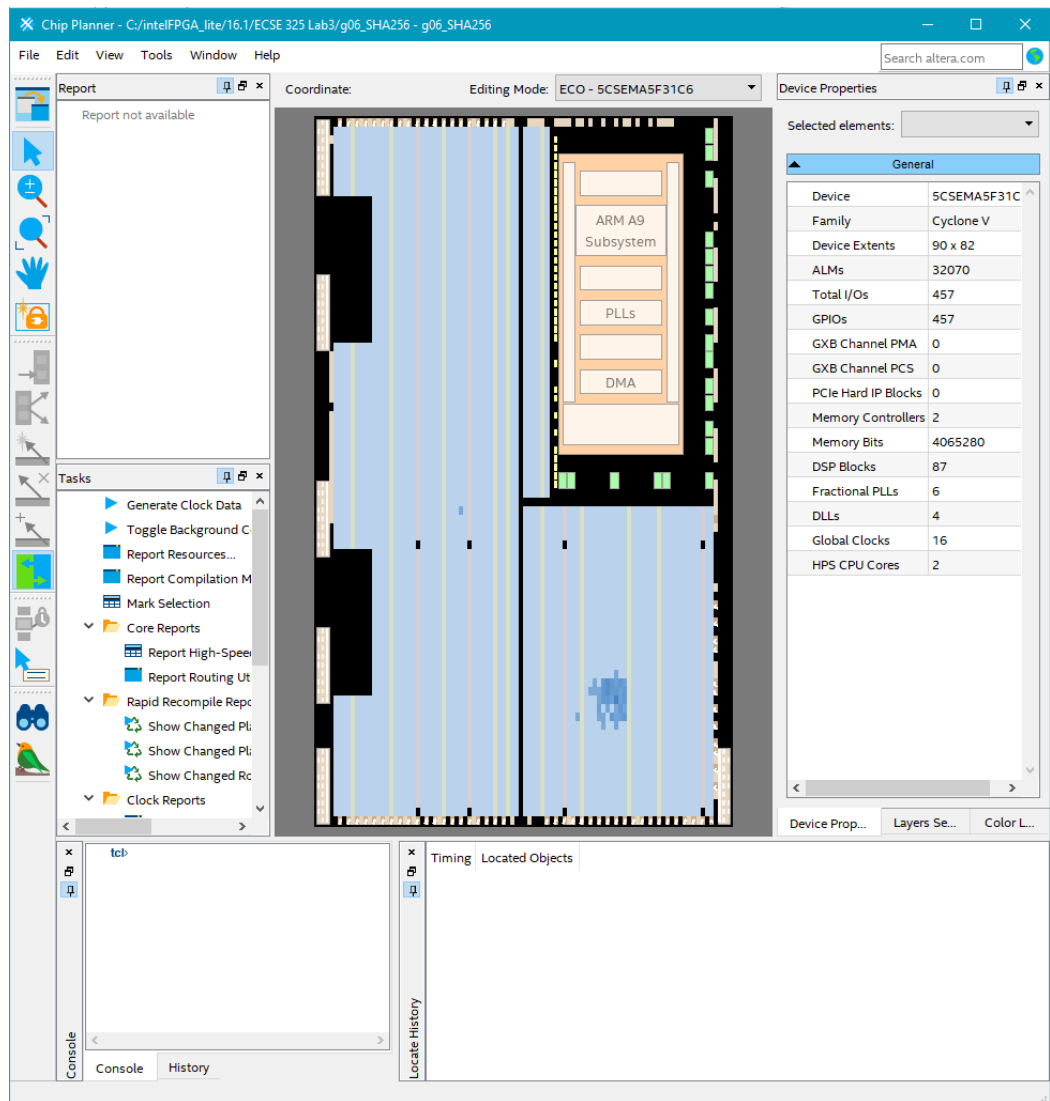 Chip Planner - C:/intelFPGA_lite/16.1/ECSE 325 Lab3/g06_SHA256 - g06_SHA256
File Edit View Tools Window Help
Search altera.com
Report
Report not available
Coordinate:
Editing Mode: ECO - 5CSEMA5F31C6
ARM A9
Subsystem
PLLs
DMA
Device Properties
Selected elements:
General
Device 5CSEMA5F31C
Family Cyclone V
Device Extents 90 x 82
ALMs 32070
Total I/Os 457
GPIOs 457
GXB Channel PMA 0
GXB Channel PCS 0
PCIe Hard IP Blocks 0
Memory Controllers 2
Memory Bits 4065280
DSP Blocks 87
Fractional PLLs 6
DLLs 4
Global Clocks 16
HPS CPU Cores 2
Device Prop... Layers Se... Color L...
Tasks
Generate Clock Data
Toggle Background C
Report Resources...
Report Compilation M
Mark Selection
Core Reports
Report High-Spee
Report Routing Ut
Rapid Recompile Repo
Show Changed Pl
Show Changed Pl
Show Changed Ro
Clock Reports
tcl>
Console
Console History
Timing Located Objects
Locate History